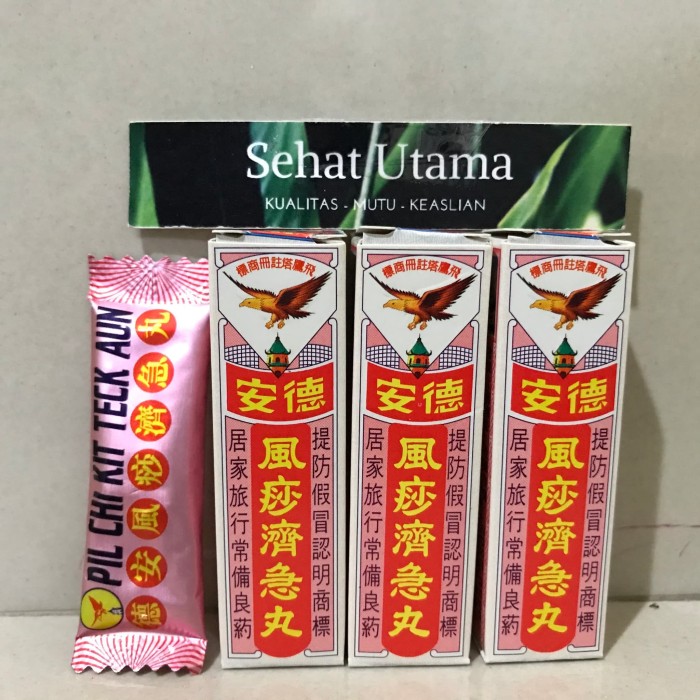 Sehat Utama
KUALITAS - MUTU - KEASLIAN
PIL CHI KIT TECK AUN
德安風痧濟急丸
飛鷹塔註冊商標
德安
提防假冒認明商標
風痧濟急丸
居家旅行常備良葯
飛鷹塔註冊商標
德安
提防假冒認明商標
風痧濟急丸
居家旅行常備良葯
飛鷹塔註冊商標
德安
提防假冒認明商標
風痧濟急丸
居家旅行常備良葯